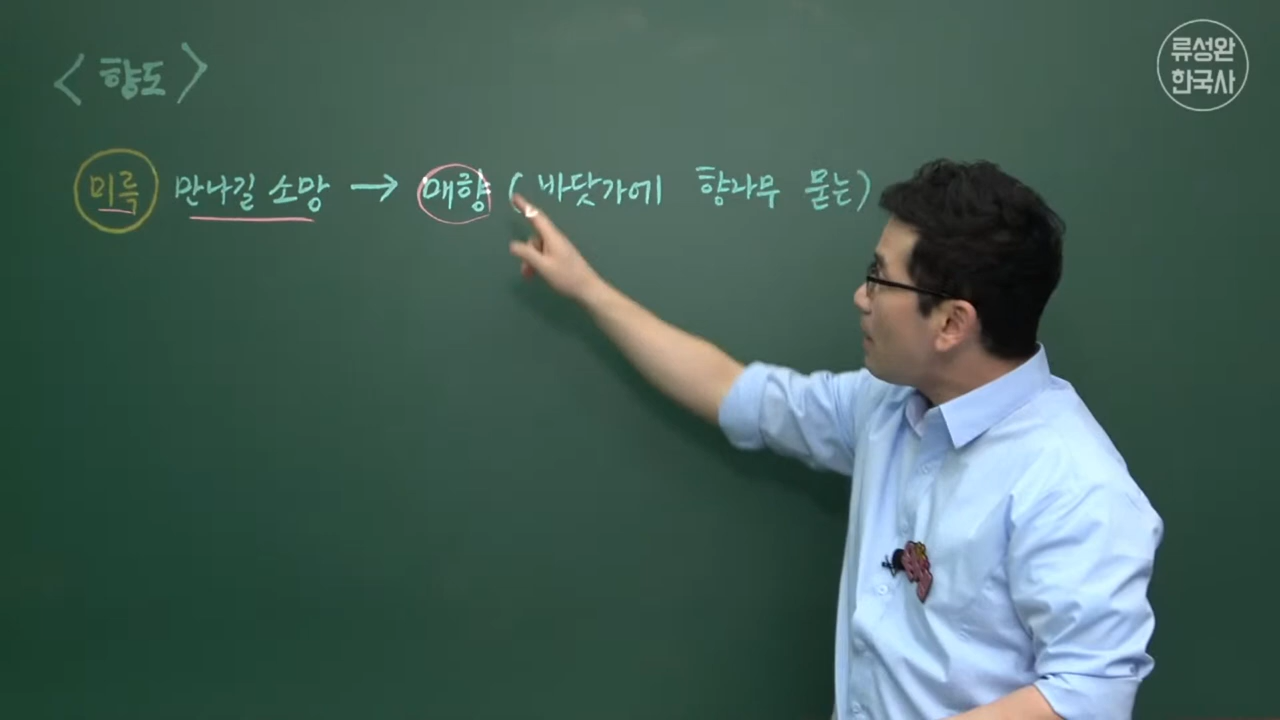 <향도>
류성완
한국사
미륵 만나길 소망 → 매향 (바닷가에 향나무 묻는)